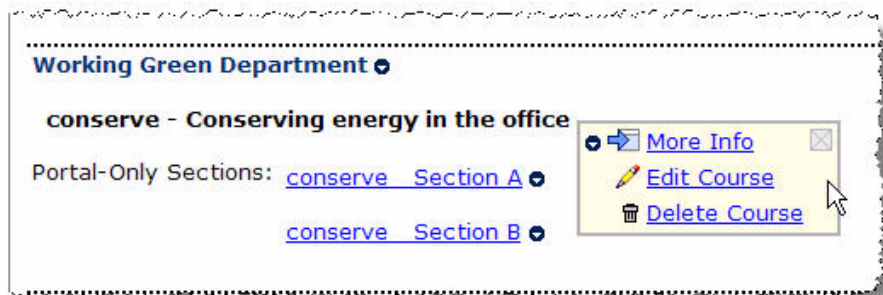 Working Green Department
conserve - Conserving energy in the office
More Info
Portal-Only Sections: conserve   Section A
Edit Course
Delete Course
conserve   Section B